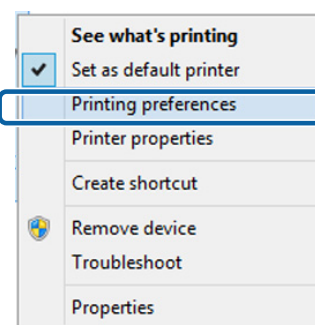 See what's printing
Set as default printer
Printing preferences
Printer properties
Create shortcut
Remove device
Troubleshoot
Properties